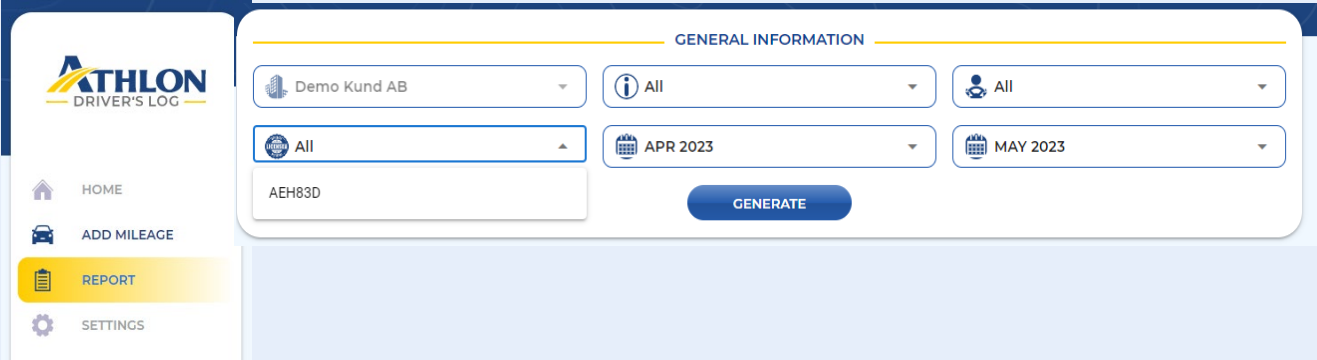 ATHLON
DRIVER'S LOG
HOME
ADD MILEAGE
REPORT
SETTINGS
GENERAL INFORMATION
Demo Kund AB
All
All
All
APR 2023
MAY 2023
AEH83D
GENERATE